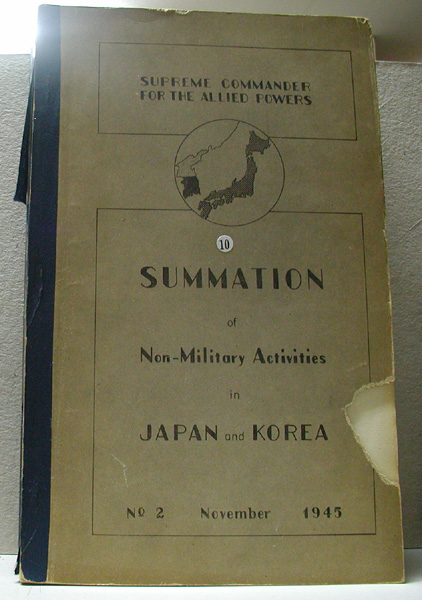 SUPREME COMMANDER
FOR THE ALLIED POWERS
10
SUMMATION
of
Non-Military Activities
in
JAPAN and KOREA
Nº 2 November 1945